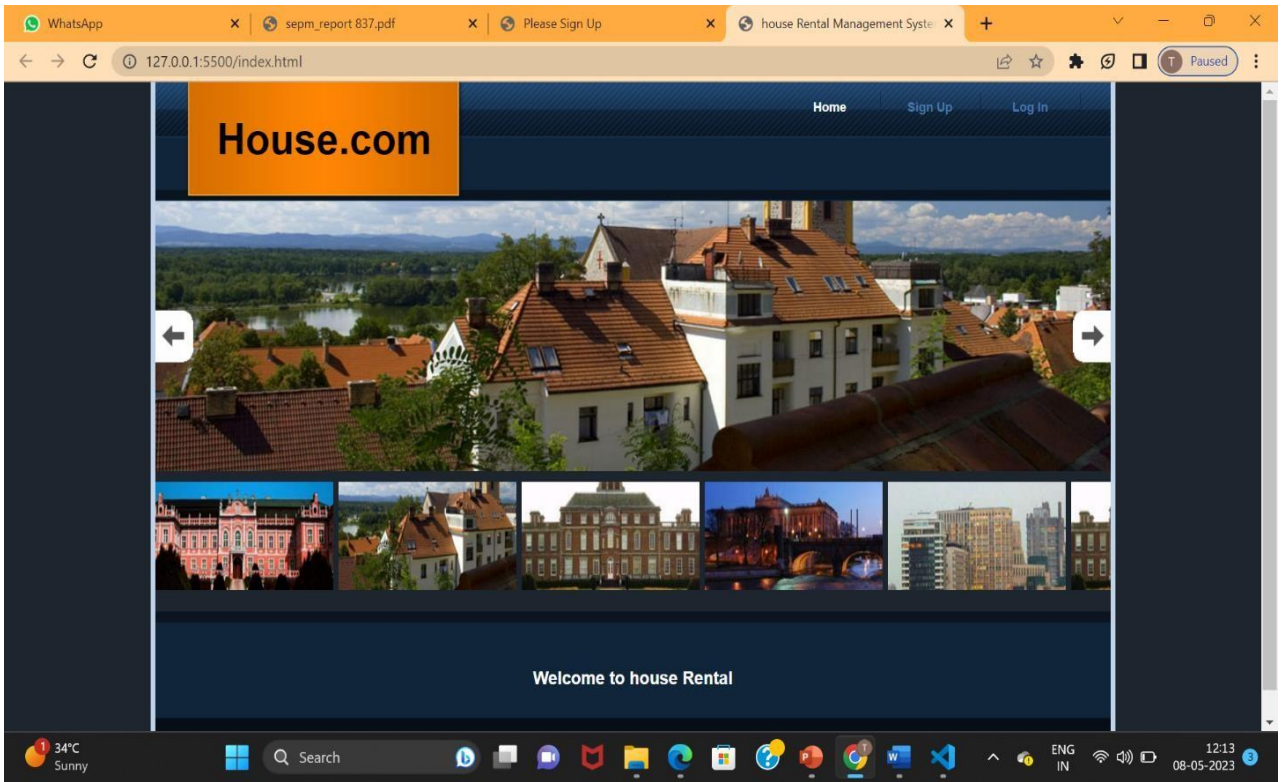 WhatsApp
sepm_report 837.pdf
Please Sign Up
house Rental Management Syste
127.0.0.1:5500/index.html
T Paused
House.com
Home
Sign Up
Log In
Welcome to house Rental
1
34°C
Sunny
Search
ENG
IN
12:13
08-05-2023
3